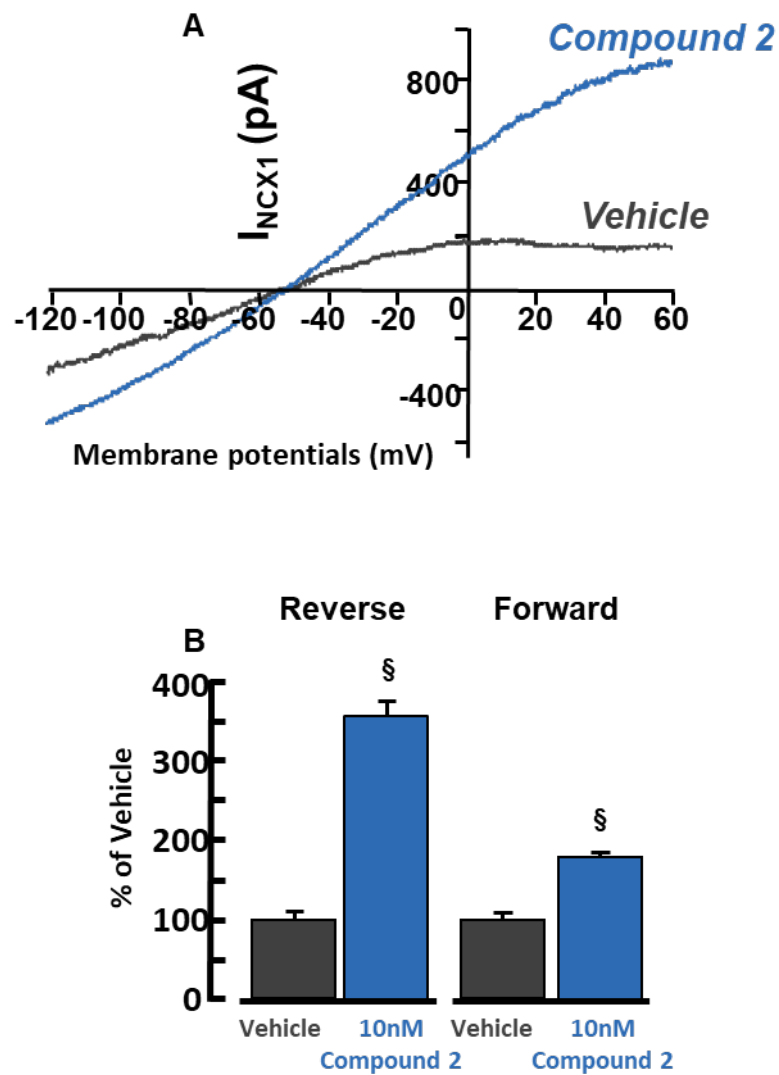 A
Compound 2
I NCX1 (pA)
800
400
Vehicle
-120 -100 -80 -60 -40 -20 0 20 40 60
-400
Membrane potentials (mV)
Reverse Forward
B
§
§
% of Vehicle
400
300
200
100
0
Vehicle 10nM Vehicle 10nM
Compound 2 Compound 2